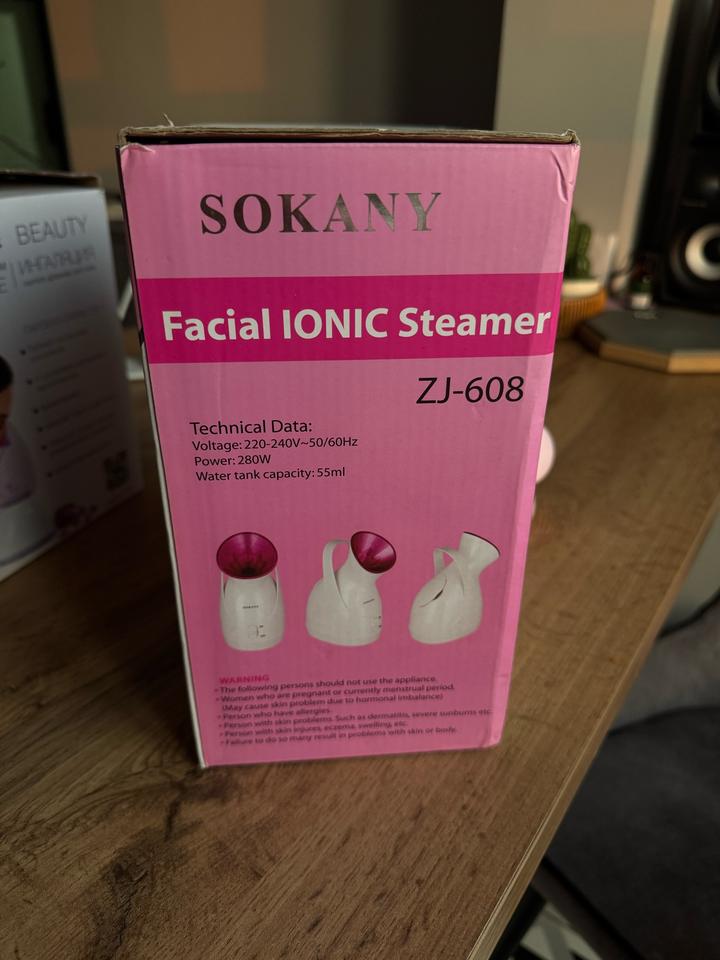 SOKANY
Facial IONIC Steamer
ZJ-608
Technical Data:
Voltage: 220-240V~50/60Hz
Power: 280W
Water tank capacity: 55ml
SOKANY
WARNING
• The following persons should not use the appliance.
• Women who are pregnant or currently menstrual period.
(May cause skin problem due to hormonal imbalance)
• Person who have allergies.
• Person with skin problems. Such as dermatitis, severe sunburns etc.
• Person with skin injures, eczema, swelling, etc.
• Failure to do so many result in problems with skin or body.
BEAUTY
ИНГАЛЯЦИЯ